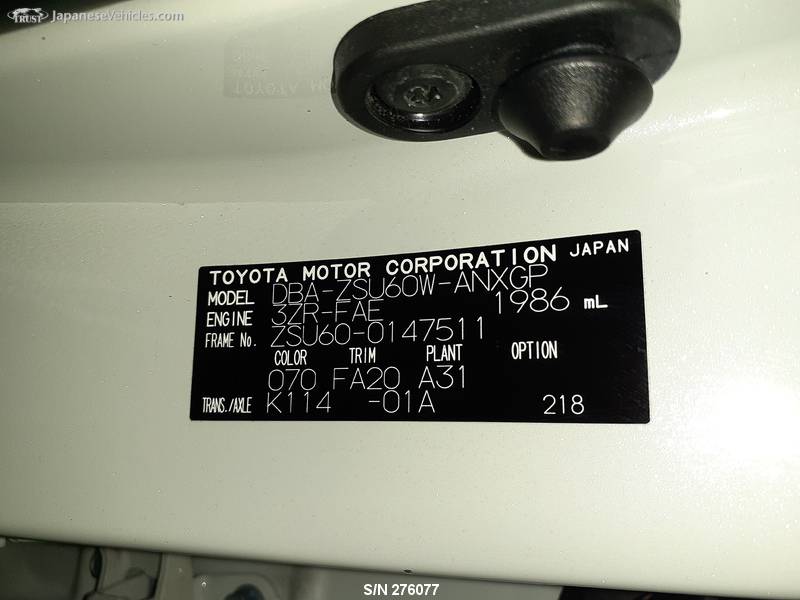 TRUST JapaneseVehicles.com
TOYOTA MOTOR CORPORATION JAPAN
MODEL DBA-ZSU60W-ANXGP
ENGINE 3ZR-FAE 1986 mL
FRAME No. ZSU60-0147511
COLOR TRIM PLANT OPTION
070 FA20 A31
TRANS./AXLE K114 -01A 218
S/N 276077